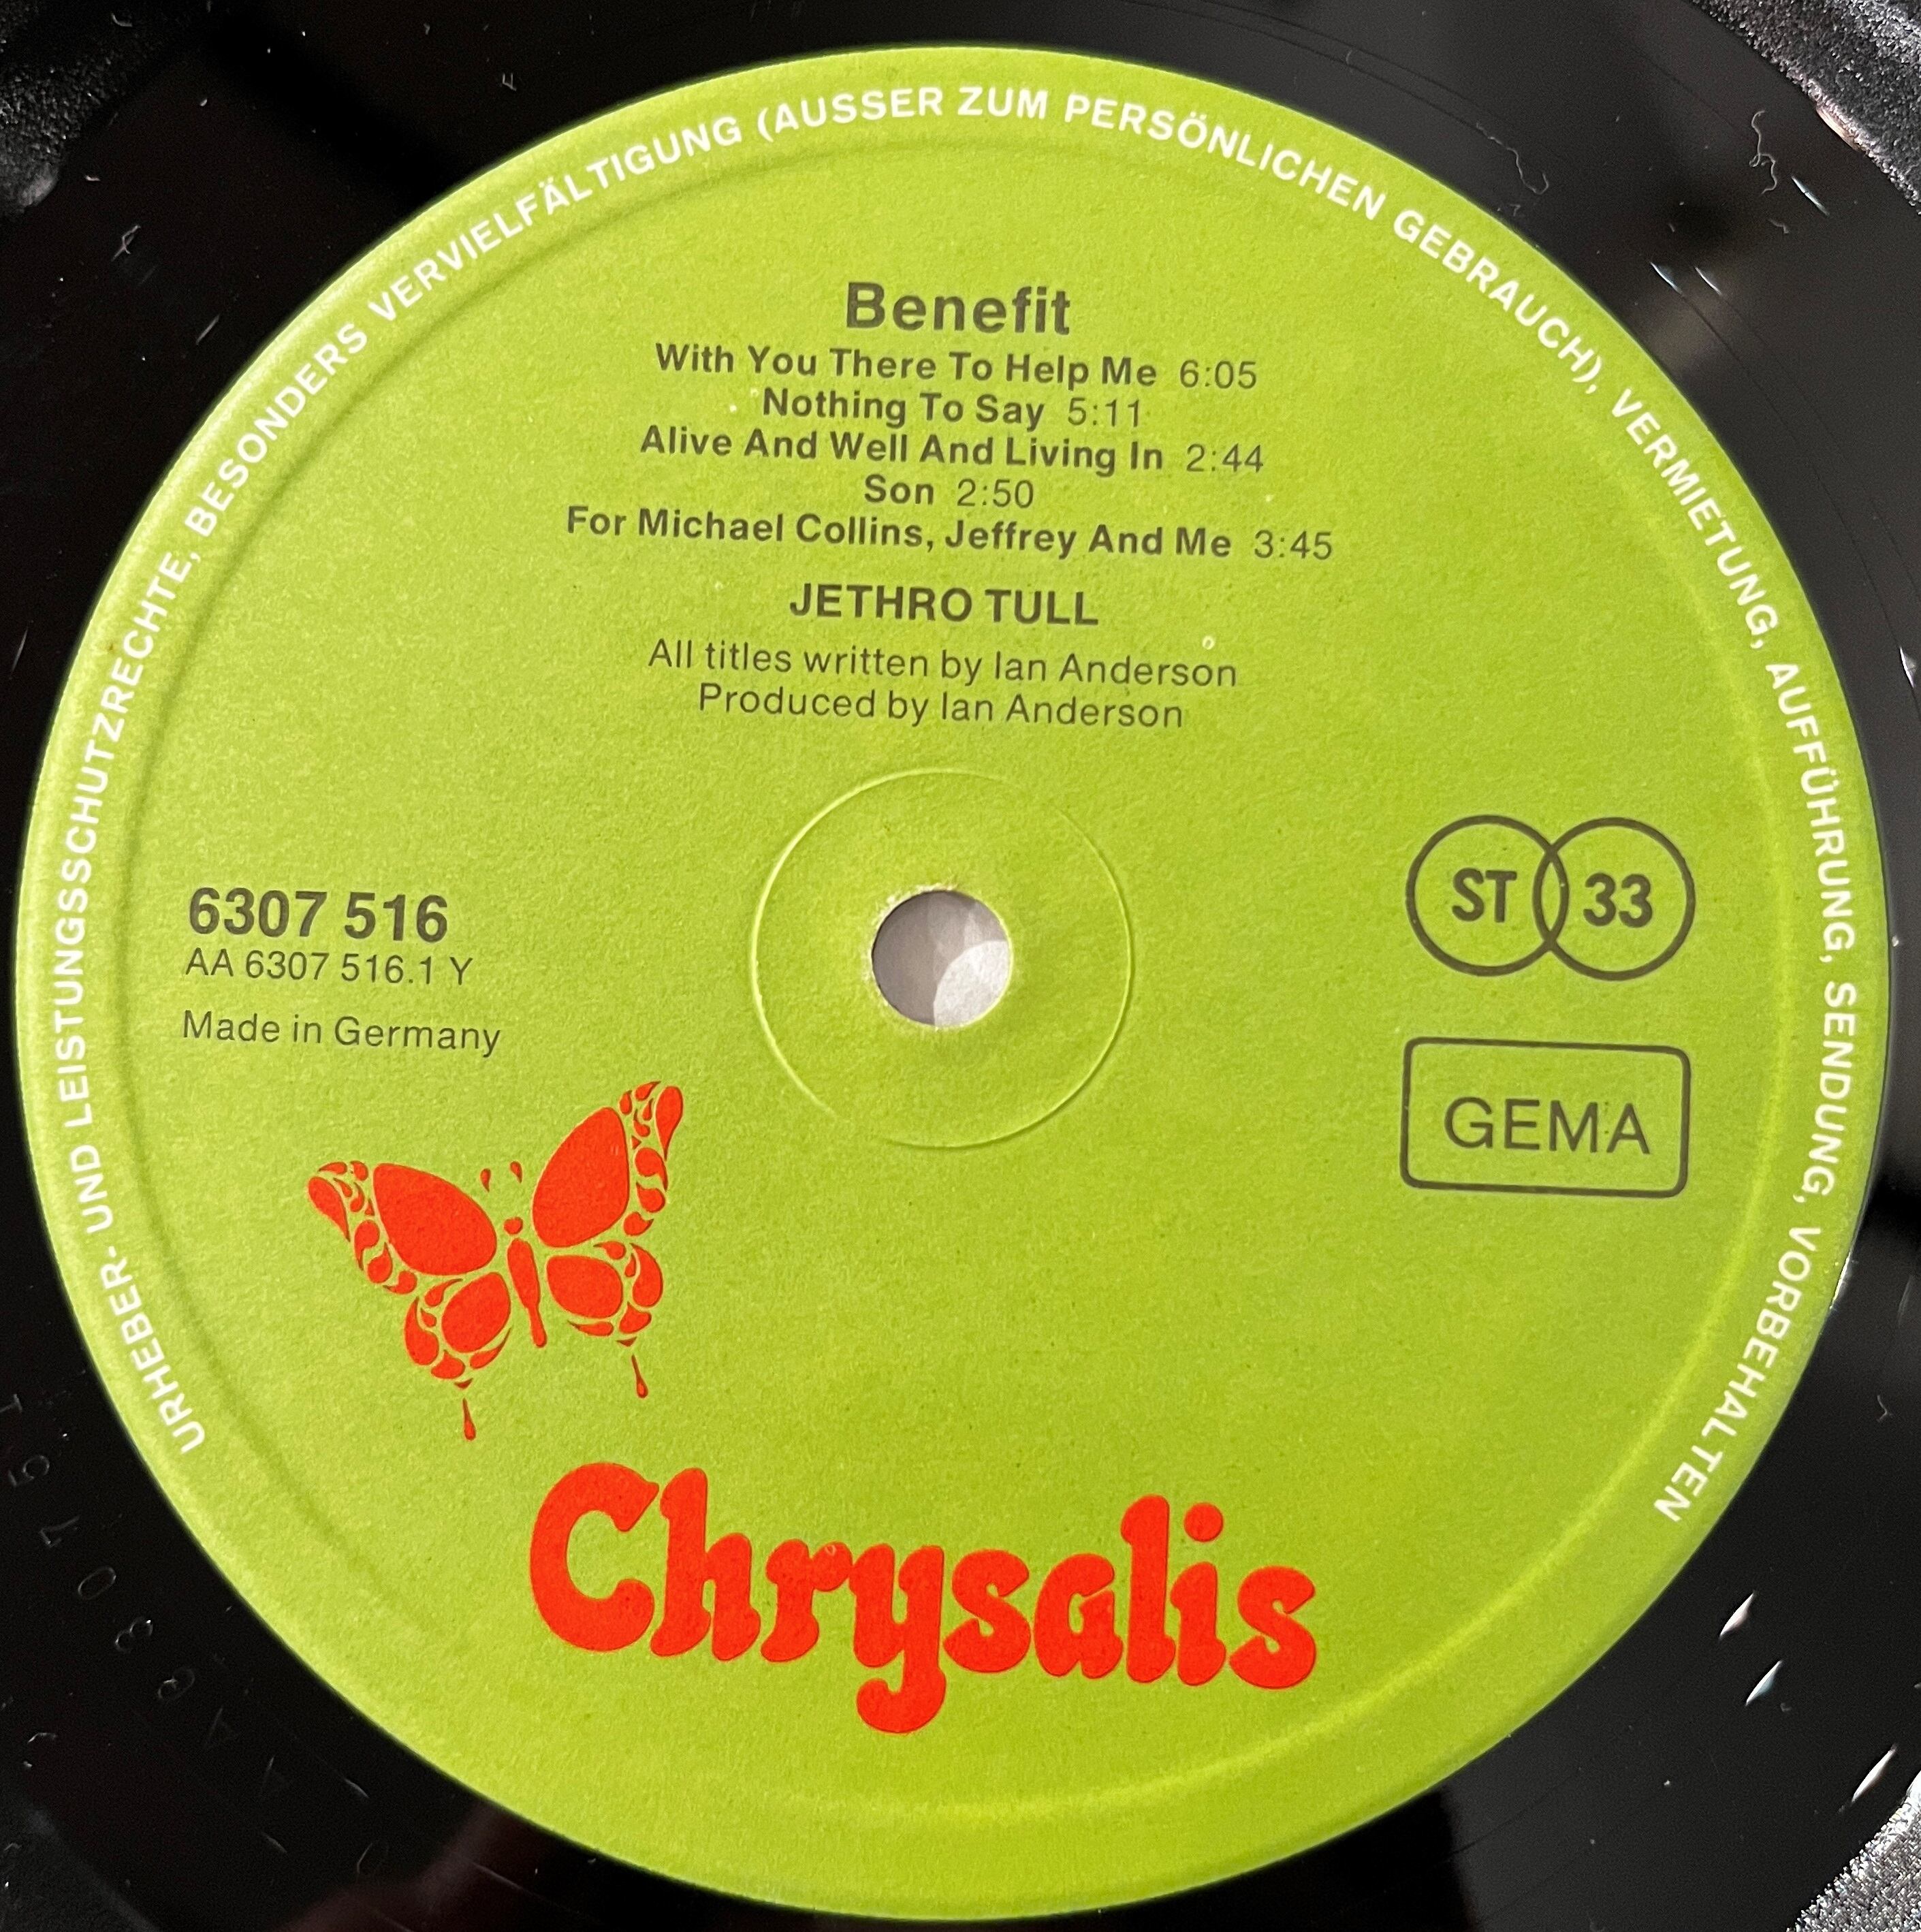 URHEBER- UND LEISTUNGSSCHUTZRECHTE, BESONDERS VERVIELFÄLTIGUNG (AUSSER ZUM PERSÖNLICHEN GEBRAUCH), VERMIETUNG, AUFFÜHRUNG, SENDUNG, VORBEHALTEN
Benefit
With You There To Help Me 6:05
Nothing To Say 5:11
Alive And Well And Living In 2:44
Son 2:50
For Michael Collins, Jeffrey And Me 3:45
JETHRO TULL
All titles written by Ian Anderson
Produced by Ian Anderson
6307 516
AA 6307 516.1 Y
Made in Germany
ST 33
GEMA
Chrysalis